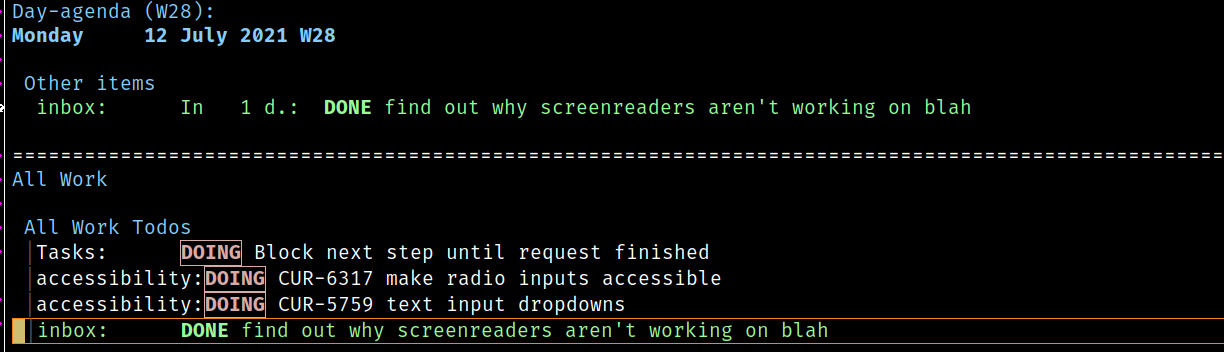 Day-agenda (W28):
Monday     12 July 2021 W28
Other items
inbox:      In   1 d.:  DONE find out why screenreaders aren't working on blah
=====================================================================================================
All Work
All Work Todos
Tasks:      DOING Block next step until request finished
accessibility:DOING CUR-6317 make radio inputs accessible
accessibility:DOING CUR-5759 text input dropdowns
inbox:      DONE find out why screenreaders aren't working on blah